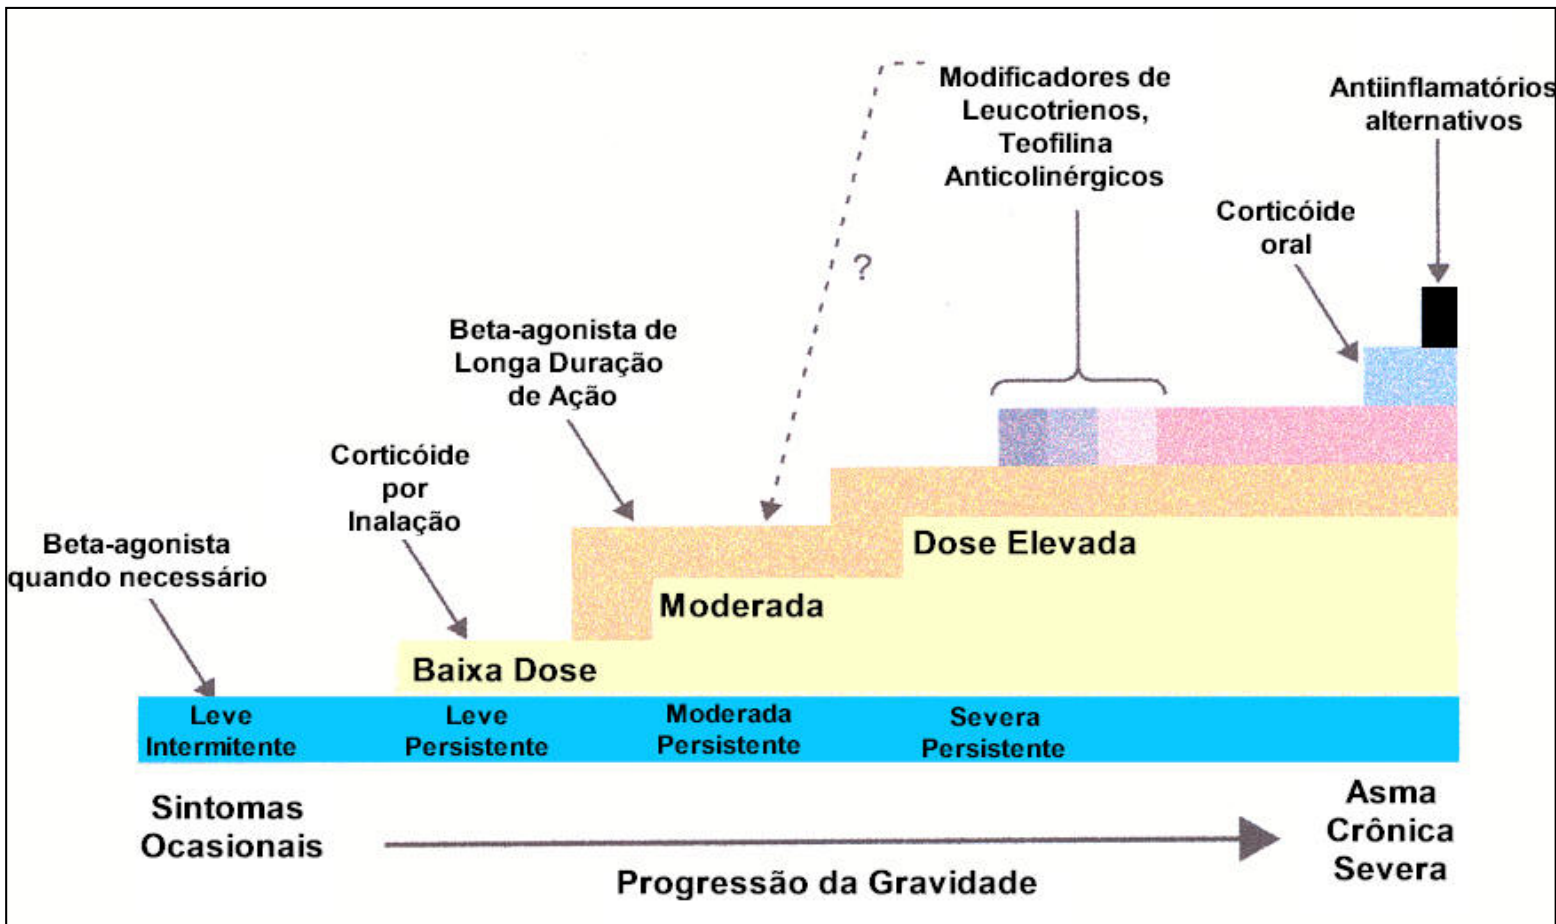 Modificadores de
Leucotrienos,
Teofilina
Anticolinérgicos
Antiinflamatórios
alternativos
Corticóide
oral
?
Beta-agonista de
Longa Duração
de Ação
Corticóide
por
Inalação
Beta-agonista
quando necessário
Dose Elevada
Moderada
Baixa Dose
Leve
Intermitente
Leve
Persistente
Moderada
Persistente
Severa
Persistente
Sintomas
Ocasionais
Progressão da Gravidade
Asma
Crônica
Severa